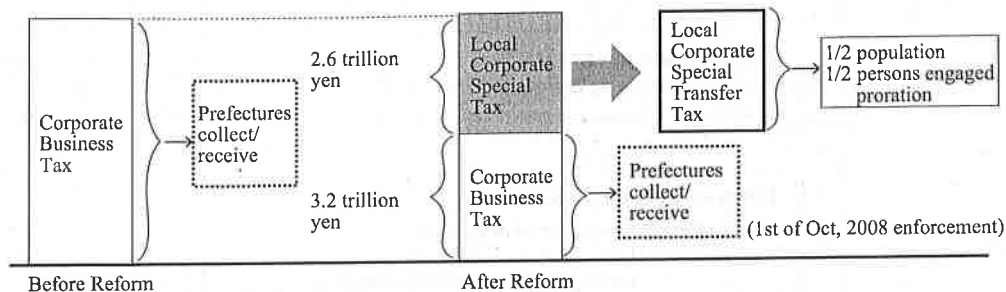 Corporate
Business
Tax
Prefectures
collect/
receive
2.6 trillion
yen
3.2 trillion
yen
Local
Corporate
Special
Tax
Corporate
Business
Tax
Local
Corporate
Special
Transfer
Tax
1/2 population
1/2 persons engaged
proration
Prefectures
collect/
receive
(1st of Oct, 2008 enforcement)
Before Reform
After Reform